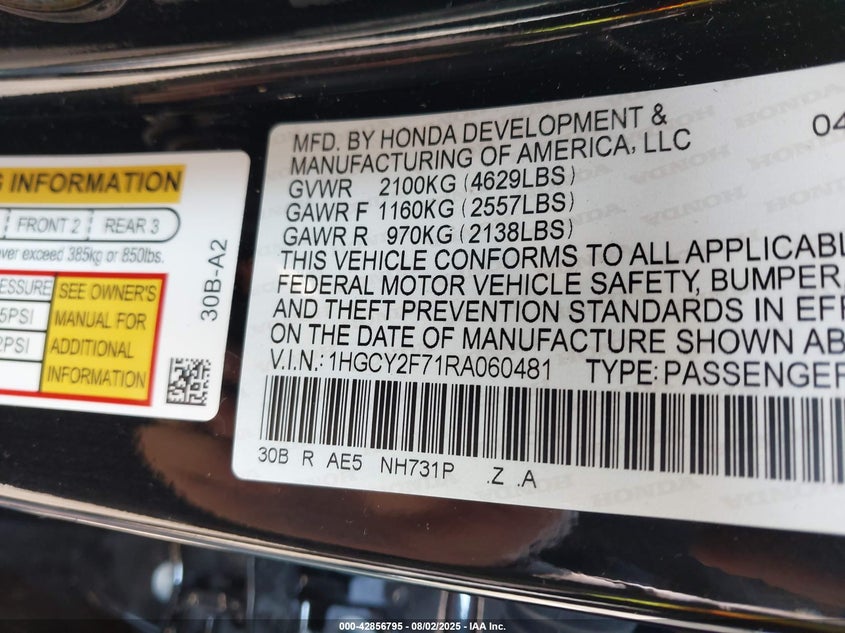 G INFORMATION
FRONT 2 REAR 3
ever exceed 385kg or 850lbs.
RESSURE SEE OWNER'S
5PSI MANUAL FOR
2PSI ADDITIONAL
INFORMATION
30B-A2
04
MFD. BY HONDA DEVELOPMENT &
MANUFACTURING OF AMERICA, LLC
GVWR 2100KG (4629LBS)
GAWR F 1160KG (2557LBS)
GAWR R 970KG (2138LBS)
THIS VEHICLE CONFORMS TO ALL APPLICABL
FEDERAL MOTOR VEHICLE SAFETY, BUMPER,
AND THEFT PREVENTION STANDARDS IN EFF
ON THE DATE OF MANUFACTURE SHOWN AB
V.I.N.: 1HGCY2F71RA060481 TYPE: PASSENGER
30B R AE5 NH731P .Z .A
000-42856795 - 08/02/2025 - IAA Inc.